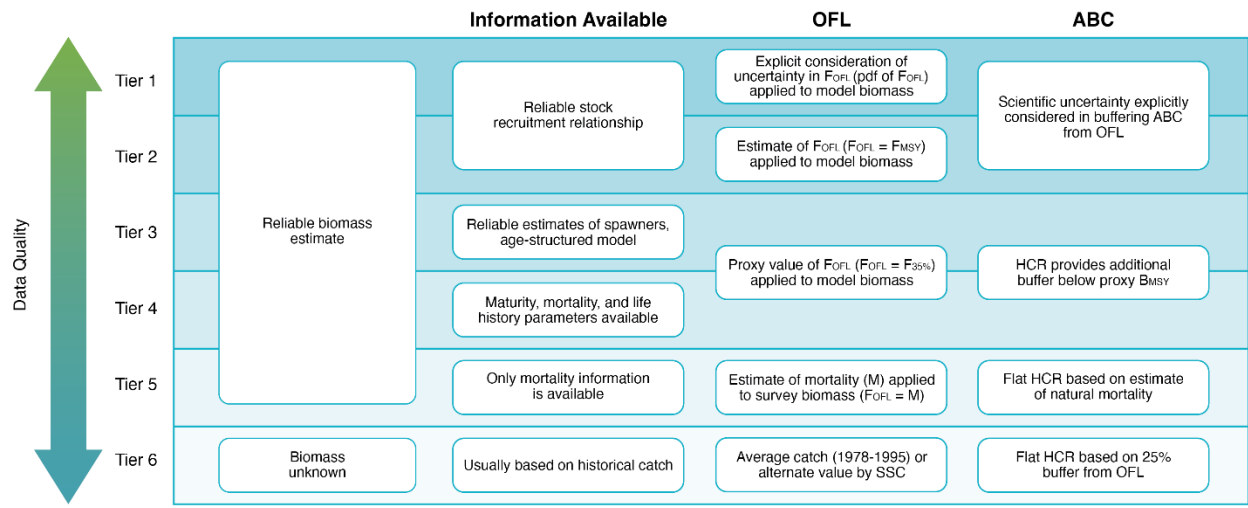 Information Available
OFL
ABC
Data Quality
Tier 1
Tier 2
Tier 3
Tier 4
Tier 5
Tier 6
Reliable biomass
estimate
Biomass
unknown
Reliable stock
recruitment relationship
Reliable estimates of spawners,
age-structured model
Maturity, mortality, and life
history parameters available
Only mortality information
is available
Usually based on historical catch
Explicit consideration of
uncertainty in FOFL (pdf of FOFL)
applied to model biomass
Estimate of FOFL (FOFL = FMSY)
applied to model biomass
Proxy value of FOFL (FOFL = F35%)
applied to model biomass
Estimate of mortality (M) applied
to survey biomass (FOFL = M)
Average catch (1978-1995) or
alternate value by SSC
Scientific uncertainty explicitly
considered in buffering ABC
from OFL
HCR provides additional
buffer below proxy BMSY
Flat HCR based on estimate
of natural mortality
Flat HCR based on 25%
buffer from OFL